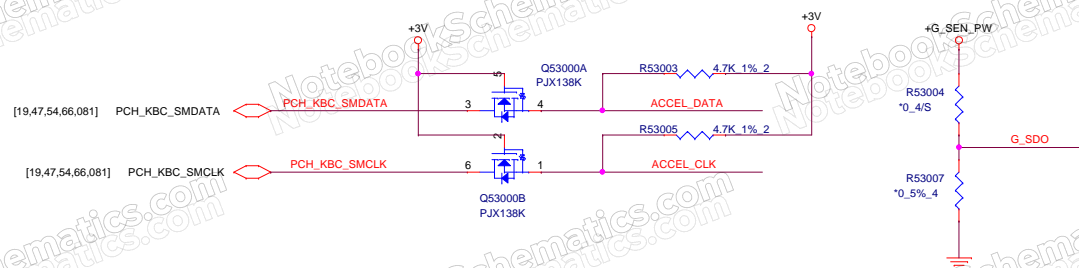 +3V
+3V
+G_SEN_PW
5
Q53000A
PJX138K
R53003
4.7K_1%_2
R53004
*0_4/S
[19,47,54,66,081]
PCH_KBC_SMDATA
PCH_KBC_SMDATA
3
4
ACCEL_DATA
2
R53005
4.7K_1%_2
G_SDO
[19,47,54,66,081]
PCH_KBC_SMCLK
PCH_KBC_SMCLK
6
1
ACCEL_CLK
R53007
*0_5%_4
Q53000B
PJX138K
NotebookSchematics.com